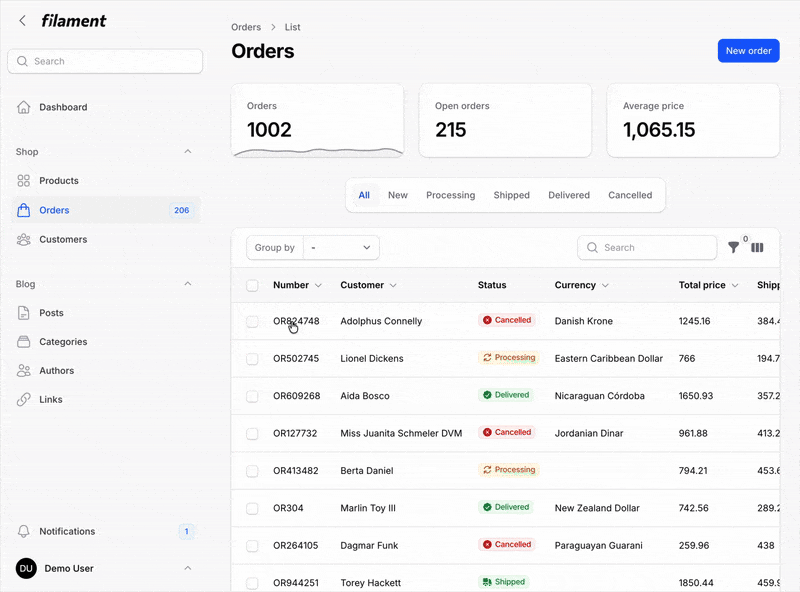 filament
Search
Dashboard
Shop
Products
Orders 206
Customers
Blog
Posts
Categories
Authors
Links
Notifications 1
DU Demo User
Orders > List
Orders
New order
Orders
1002
Open orders
215
Average price
1,065.15
All New Processing Shipped Delivered Cancelled
Group by - Search 0
Number Customer Status Currency Total price Shipp
OR824748 Adolphus Connelly Cancelled Danish Krone 1245.16 384.4
OR502745 Lionel Dickens Processing Eastern Caribbean Dollar 766 194.7
OR609268 Aida Bosco Delivered Nicaraguan Córdoba 1650.93 357.2
OR127732 Miss Juanita Schmeler DVM Cancelled Jordanian Dinar 961.88 413.2
OR413482 Berta Daniel Processing 794.21 453.6
OR304 Marlin Toy III Delivered New Zealand Dollar 742.56 289.2
OR264105 Dagmar Funk Cancelled Paraguayan Guarani 259.96 438
OR944251 Torey Hackett Shipped 1850.44 459.9